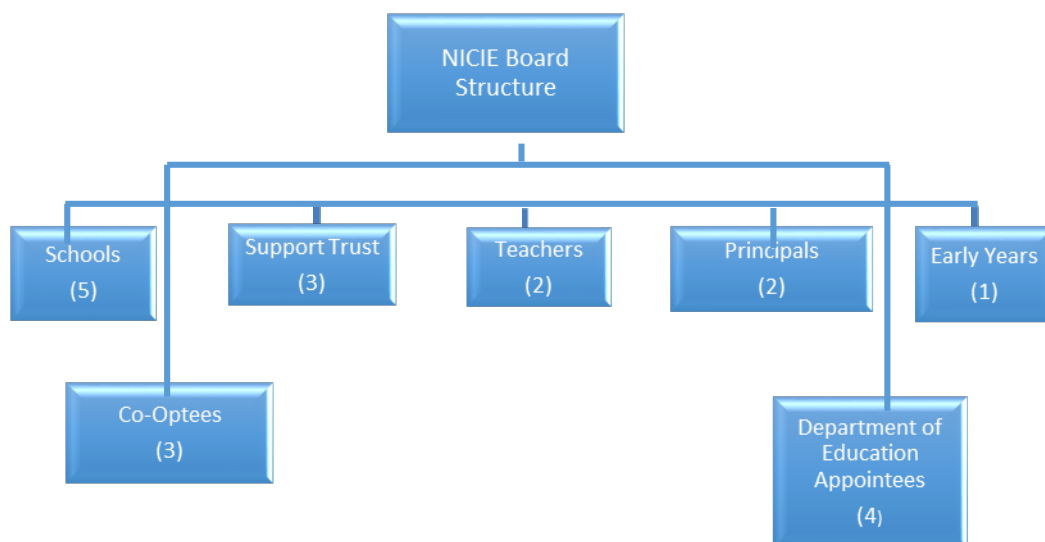 NICIE Board
Structure
Schools
(5)
Support Trust
(3)
Teachers
(2)
Principals
(2)
Early Years
(1)
Co-Optees
(3)
Department of
Education
Appointees
(4)